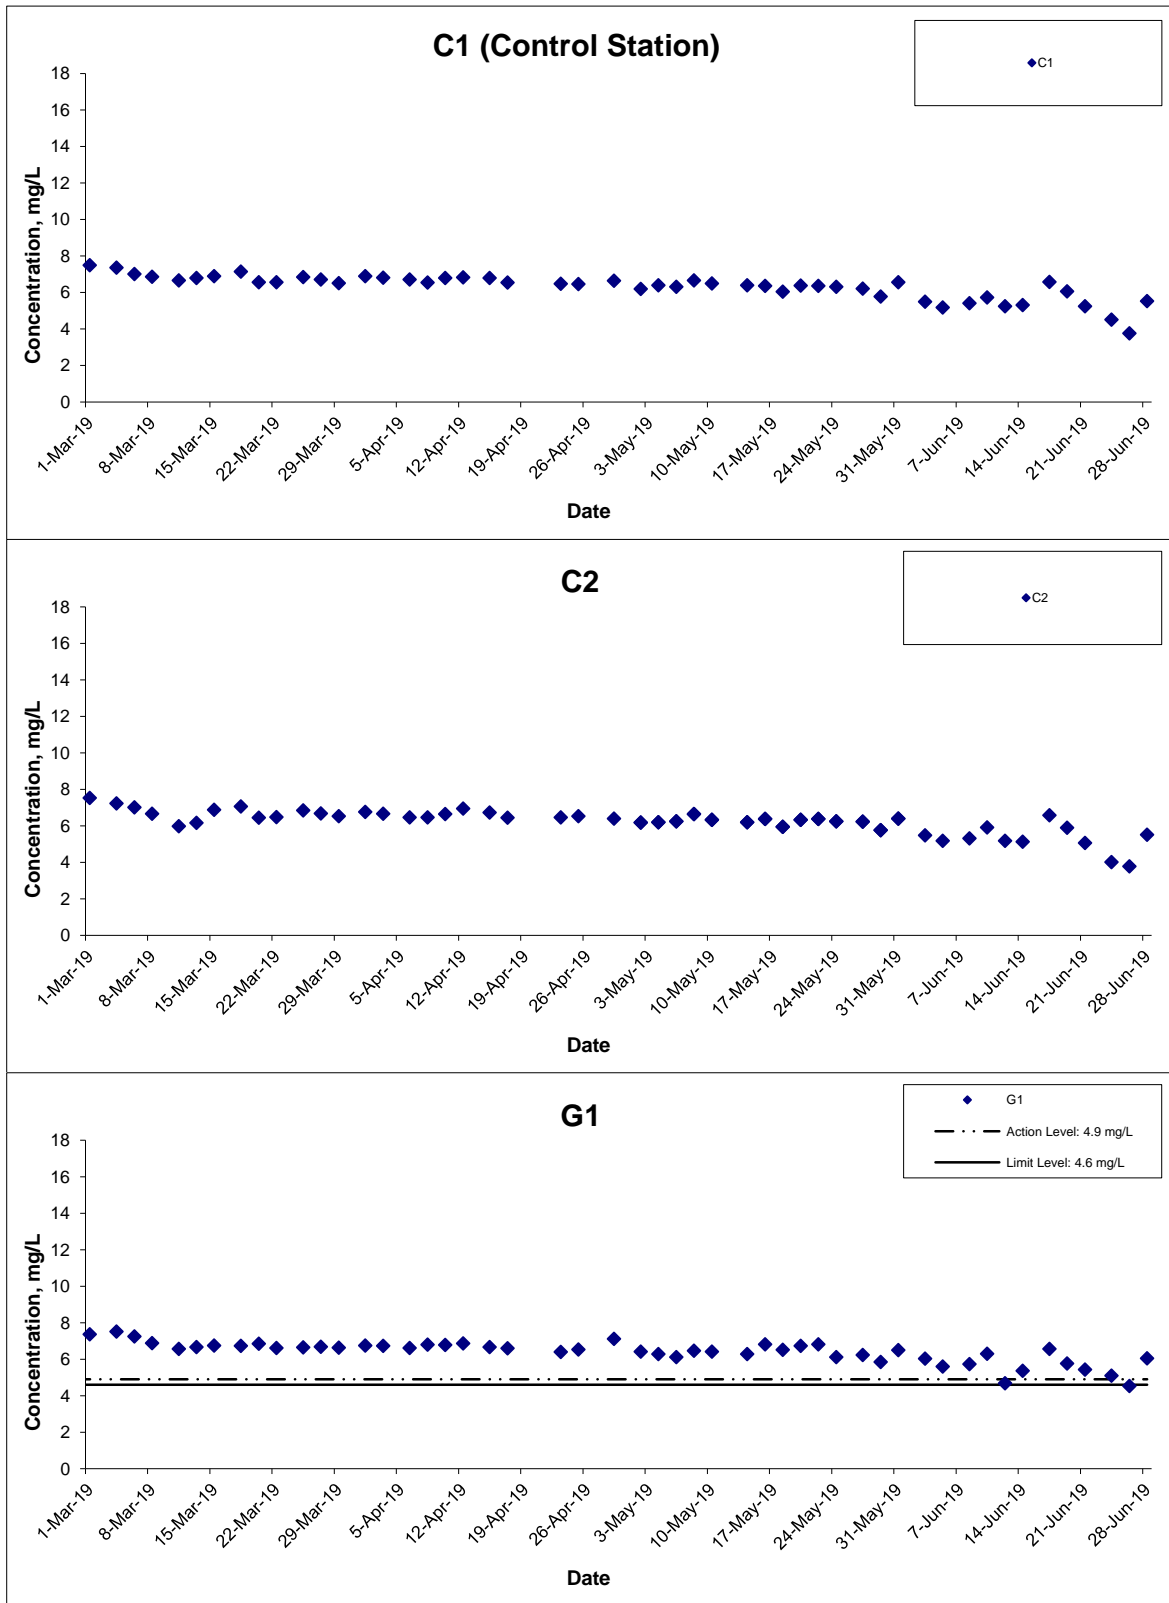 C1 (Control Station)
C1
Concentration, mg/L
18
16
14
12
10
8
6
4
2
0
1-Mar-19
8-Mar-19
15-Mar-19
22-Mar-19
29-Mar-19
5-Apr-19
12-Apr-19
19-Apr-19
26-Apr-19
3-May-19
10-May-19
17-May-19
24-May-19
31-May-19
7-Jun-19
14-Jun-19
21-Jun-19
28-Jun-19
Date
C2
C2
Concentration, mg/L
18
16
14
12
10
8
6
4
2
0
1-Mar-19
8-Mar-19
15-Mar-19
22-Mar-19
29-Mar-19
5-Apr-19
12-Apr-19
19-Apr-19
26-Apr-19
3-May-19
10-May-19
17-May-19
24-May-19
31-May-19
7-Jun-19
14-Jun-19
21-Jun-19
28-Jun-19
Date
G1
G1
Action Level: 4.9 mg/L
Limit Level: 4.6 mg/L
Concentration, mg/L
18
16
14
12
10
8
6
4
2
0
1-Mar-19
8-Mar-19
15-Mar-19
22-Mar-19
29-Mar-19
5-Apr-19
12-Apr-19
19-Apr-19
26-Apr-19
3-May-19
10-May-19
17-May-19
24-May-19
31-May-19
7-Jun-19
14-Jun-19
21-Jun-19
28-Jun-19
Date